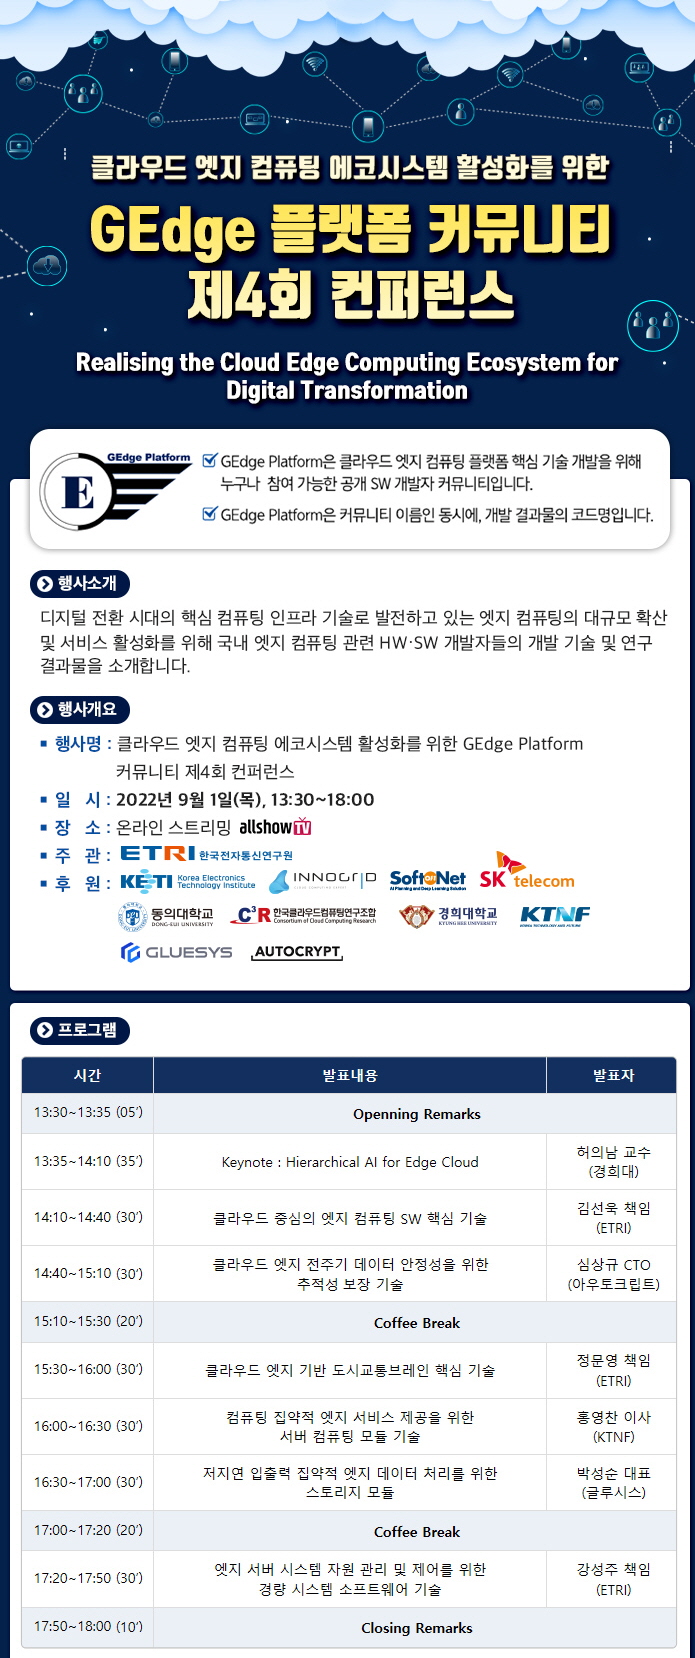 클라우드 엣지 컴퓨팅 에코시스템 활성화를 위한
GEdge 플랫폼 커뮤니티
제4회 컨퍼런스
Realising the Cloud Edge Computing Ecosystem for
Digital Transformation
GEdge Platform
E
GEdge Platform은 클라우드 엣지 컴퓨팅 플랫폼 핵심 기술 개발을 위해
누구나 참여 가능한 공개 SW 개발자 커뮤니티입니다.
GEdge Platform은 커뮤니티 이름인 동시에, 개발 결과물의 코드명입니다.
행사소개
디지털 전환 시대의 핵심 컴퓨팅 인프라 기술로 발전하고 있는 엣지 컴퓨팅의 대규모 확산
및 서비스 활성화를 위해 국내 엣지 컴퓨팅 관련 HW·SW 개발자들의 개발 기술 및 연구
결과물을 소개합니다.
행사개요
행사명 : 클라우드 엣지 컴퓨팅 에코시스템 활성화를 위한 GEdge Platform
커뮤니티 제4회 컨퍼런스
일 시 : 2022년 9월 1일(목), 13:30~18:00
장 소 : 온라인 스트리밍 allshowTV
주 관 : ETRI 한국전자통신연구원
후 원 : KETI Korea Electronics Technology Institute INNOGRID CLOUD COMPUTING EXPERT SoftonNet AI Planning and Deep Learning Solution SK telecom
동의대학교 DONG-EUI UNIVERSITY C3R 한국클라우드컴퓨팅연구조합 Consortium of Cloud Computing Research 경희대학교 KYUNG HEE UNIVERSITY KTNF KOREA TECHNOLOGY AND FUTURE
GLUESYS AUTOCRYPT
프로그램
시간 발표내용 발표자
13:30~13:35 (05′) Openning Remarks
13:35~14:10 (35′) Keynote : Hierarchical AI for Edge Cloud 허의남 교수
(경희대)
14:10~14:40 (30′) 클라우드 중심의 엣지 컴퓨팅 SW 핵심 기술 김선욱 책임
(ETRI)
14:40~15:10 (30′) 클라우드 엣지 전주기 데이터 안정성을 위한
추적성 보장 기술 심상규 CTO
(아우토크립트)
15:10~15:30 (20′) Coffee Break
15:30~16:00 (30′) 클라우드 엣지 기반 도시교통브레인 핵심 기술 정문영 책임
(ETRI)
16:00~16:30 (30′) 컴퓨팅 집약적 엣지 서비스 제공을 위한
서버 컴퓨팅 모듈 기술 홍영찬 이사
(KTNF)
16:30~17:00 (30′) 저지연 입출력 집약적 엣지 데이터 처리를 위한
스토리지 모듈 박성순 대표
(글루시스)
17:00~17:20 (20′) Coffee Break
17:20~17:50 (30′) 엣지 서버 시스템 자원 관리 및 제어를 위한
경량 시스템 소프트웨어 기술 강성주 책임
(ETRI)
17:50~18:00 (10′) Closing Remarks